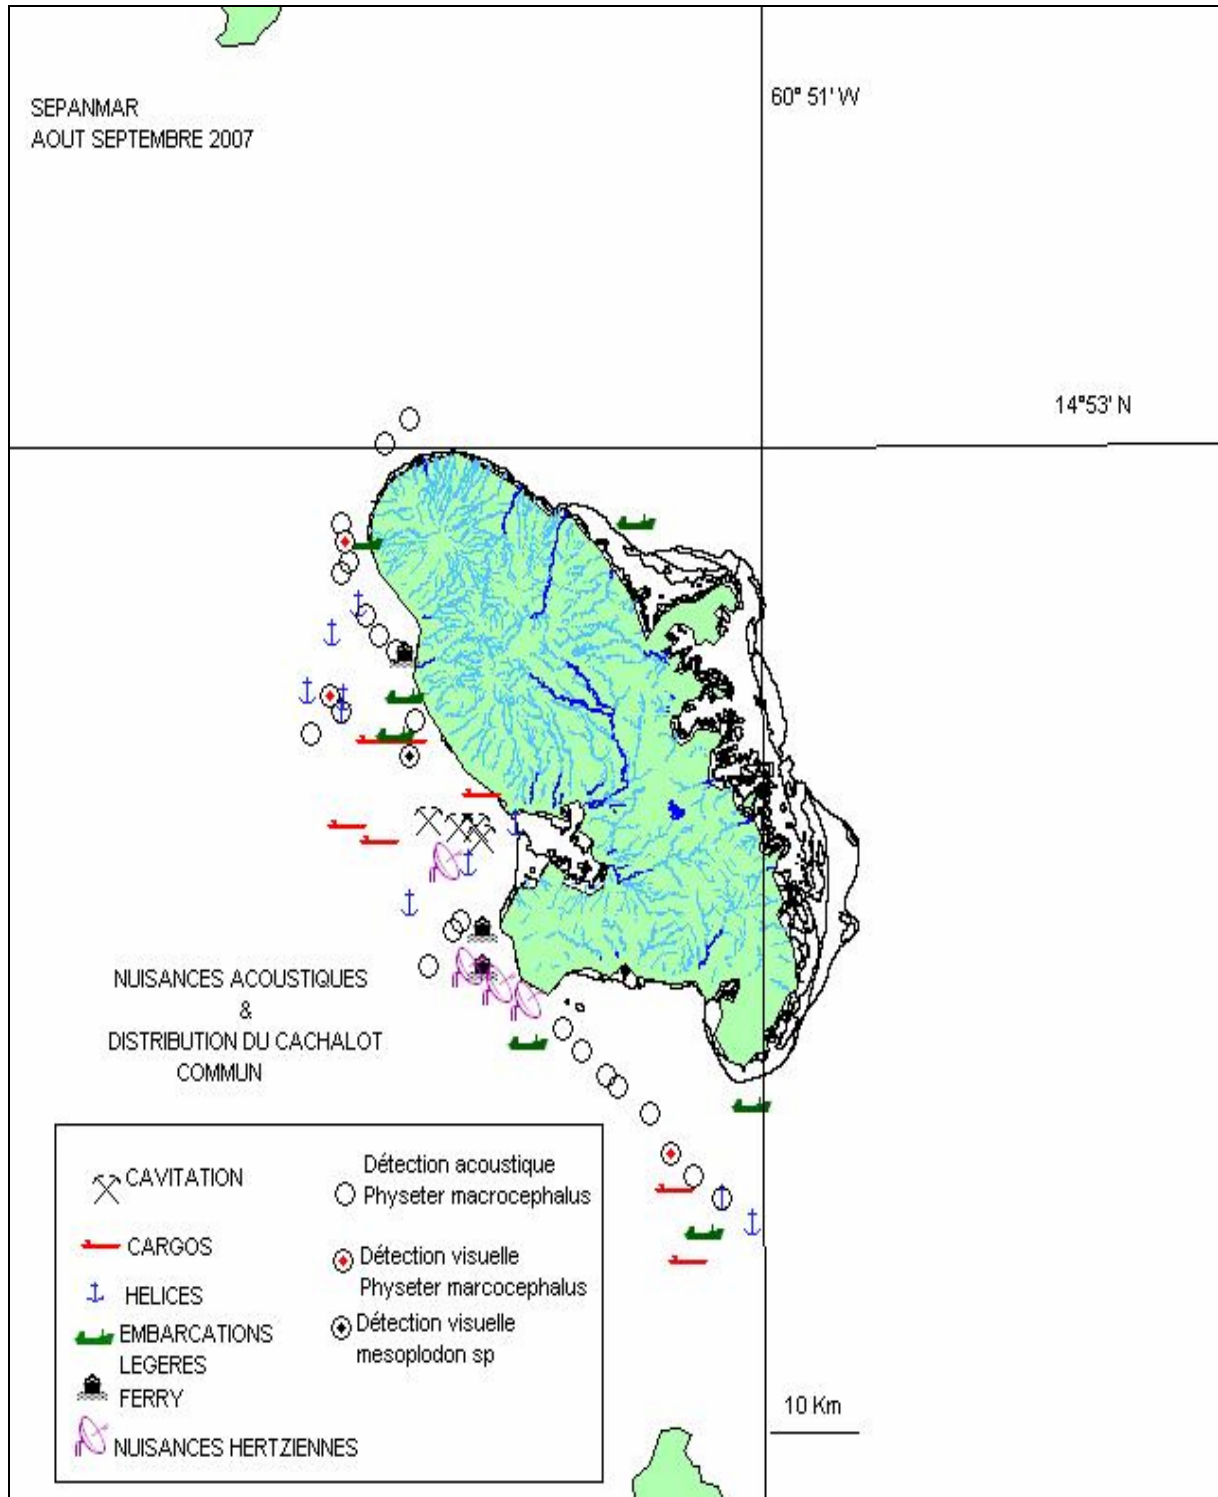 SEPANMAR
AOUT SEPTEMBRE 2007
60° 51' W
14°53' N
NUISANCES ACOUSTIQUES
&
DISTRIBUTION DU CACHALOT
COMMUN
CAVITATION
CARGOS
HELICES
EMBARCATIONS
LEGERES
FERRY
NUISANCES HERTZIENNES
Détection acoustique
Physeter macrocephalus
Détection visuelle
Physeter marcocephalus
Détection visuelle
mesoplodon sp
10 Km